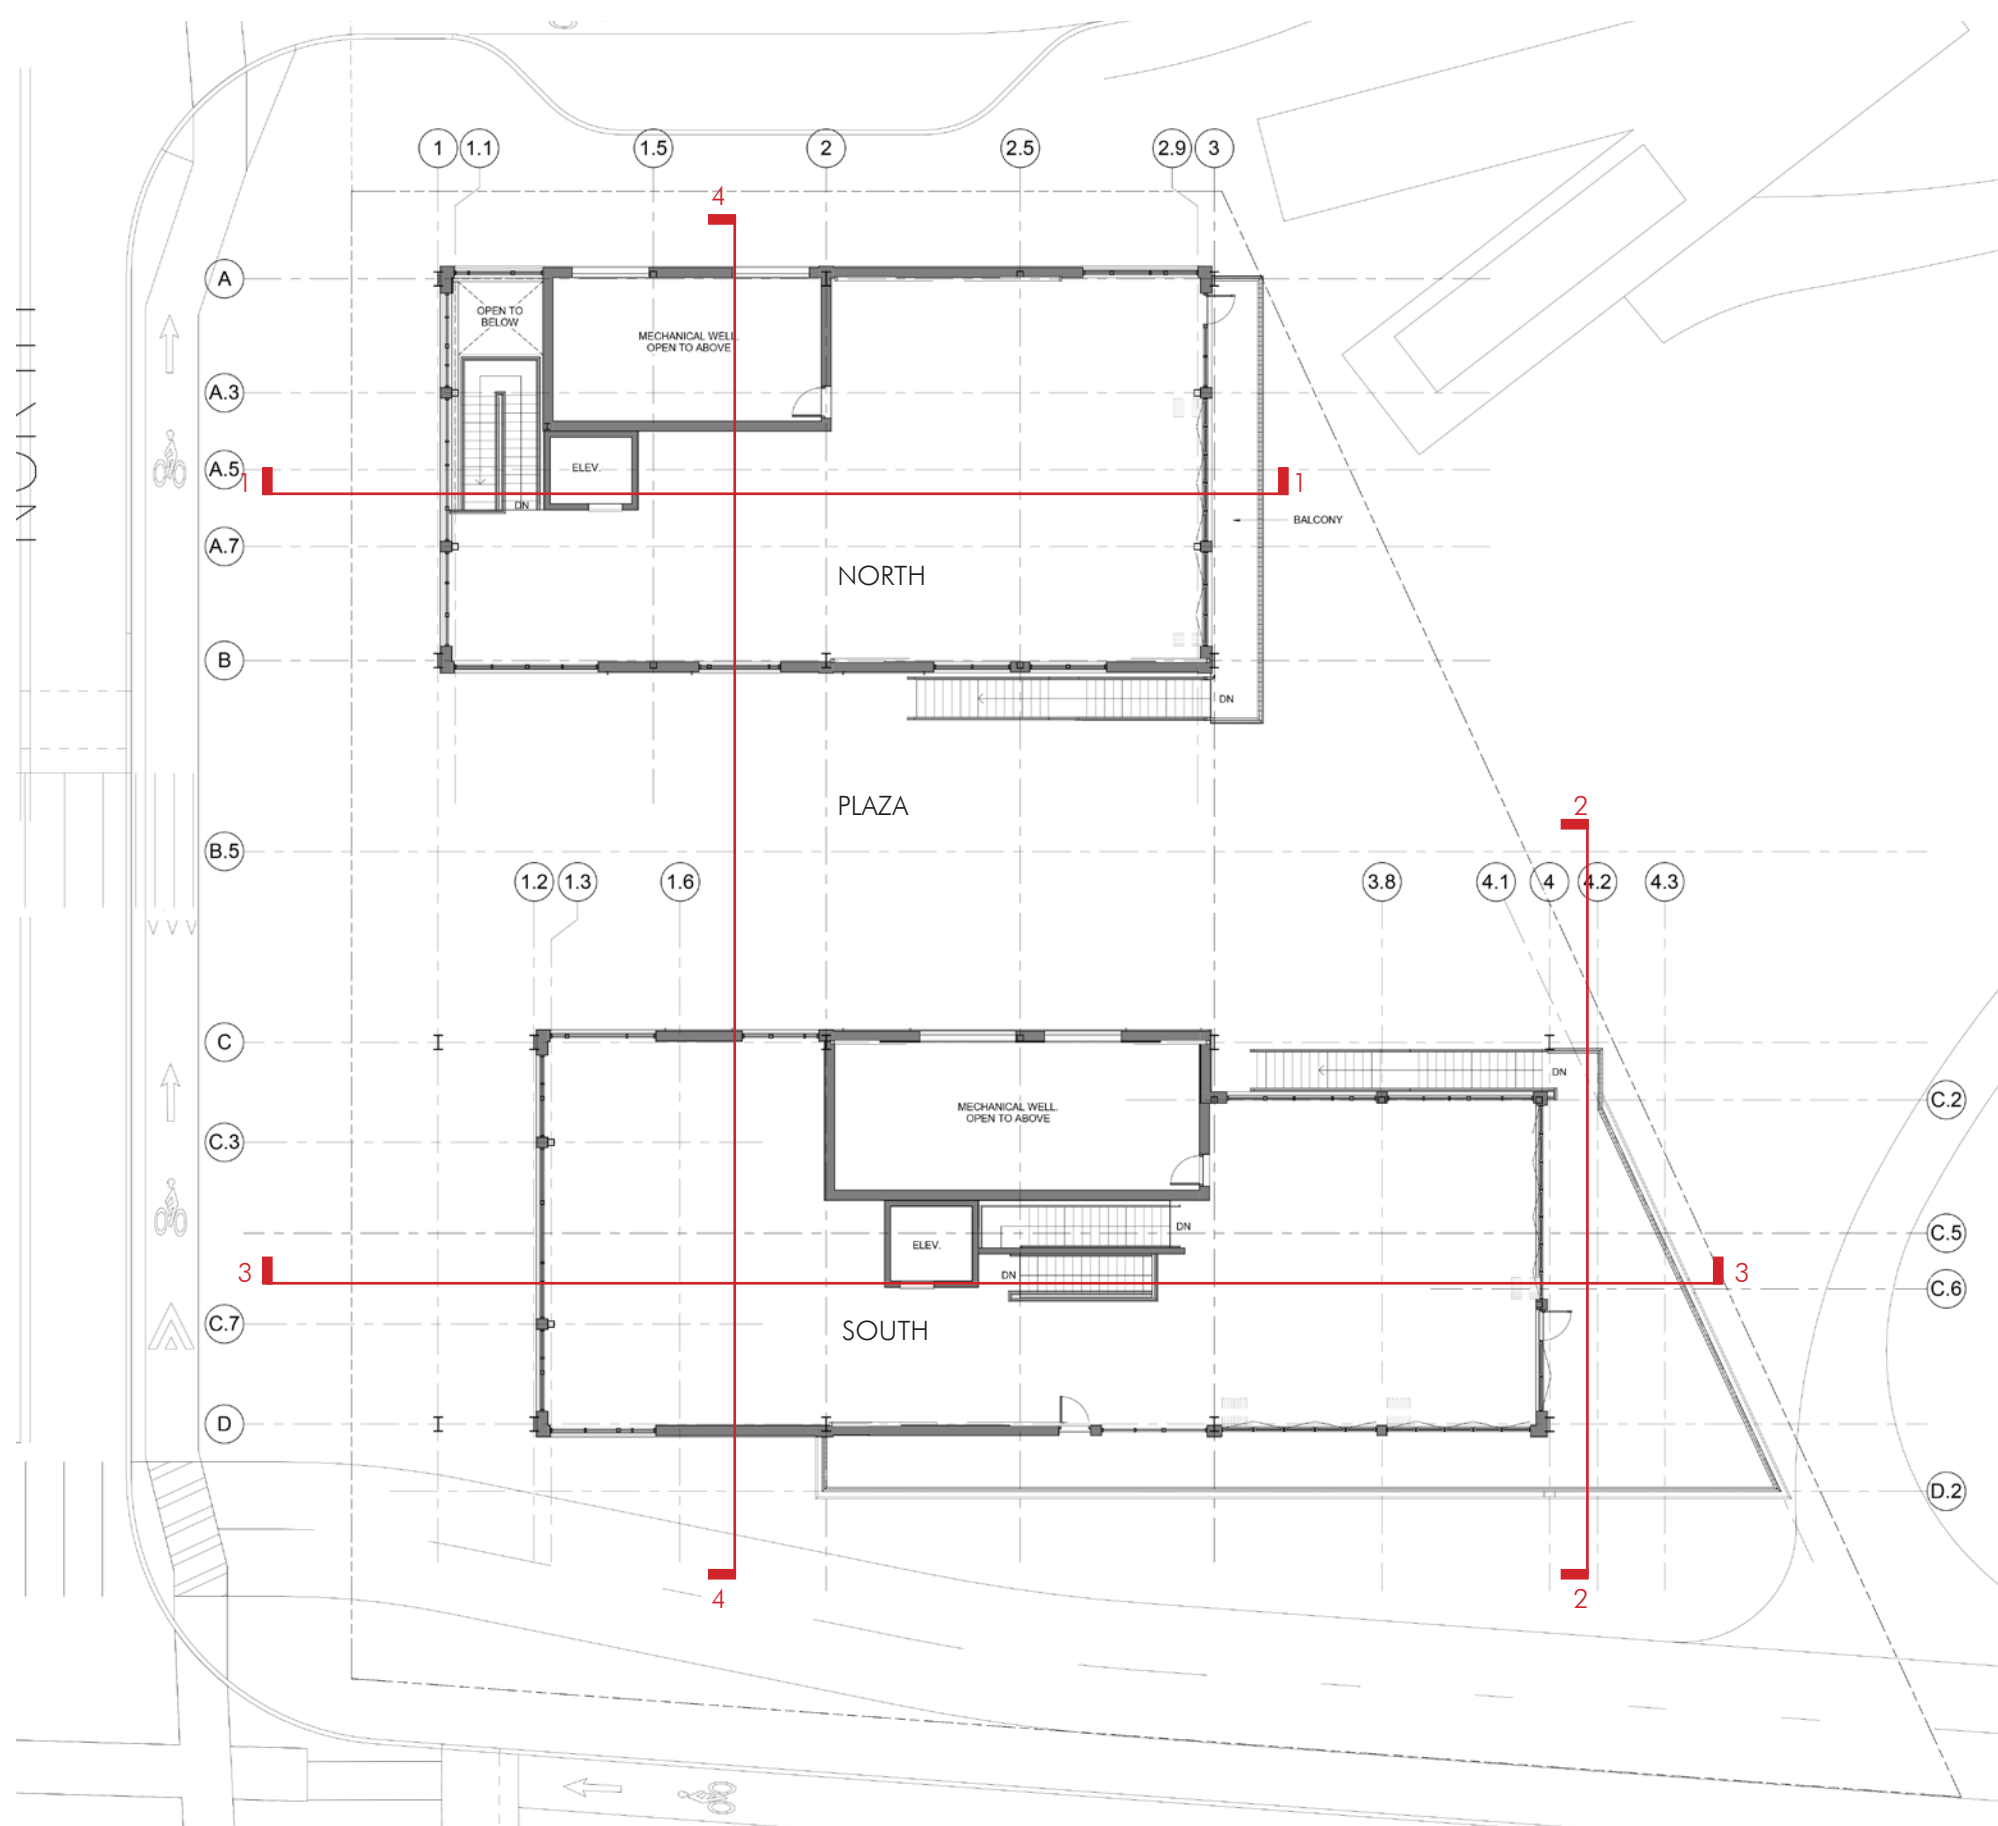 1
1.1
1.5
2
2.5
2.9
3
4
A
OPEN TO
BELOW
MECHANICAL WELL.
OPEN TO ABOVE
A.3
A.5
ELEV.
1
1
DN
BALCONY
A.7
NORTH
B
DN
PLAZA
2
B.5
1.2
1.3
1.6
3.8
4.1
4
4.2
4.3
C
DN
C.2
MECHANICAL WELL.
OPEN TO ABOVE
C.3
DN
C.5
ELEV.
3
DN
3
C.6
C.7
SOUTH
D
D.2
4
2